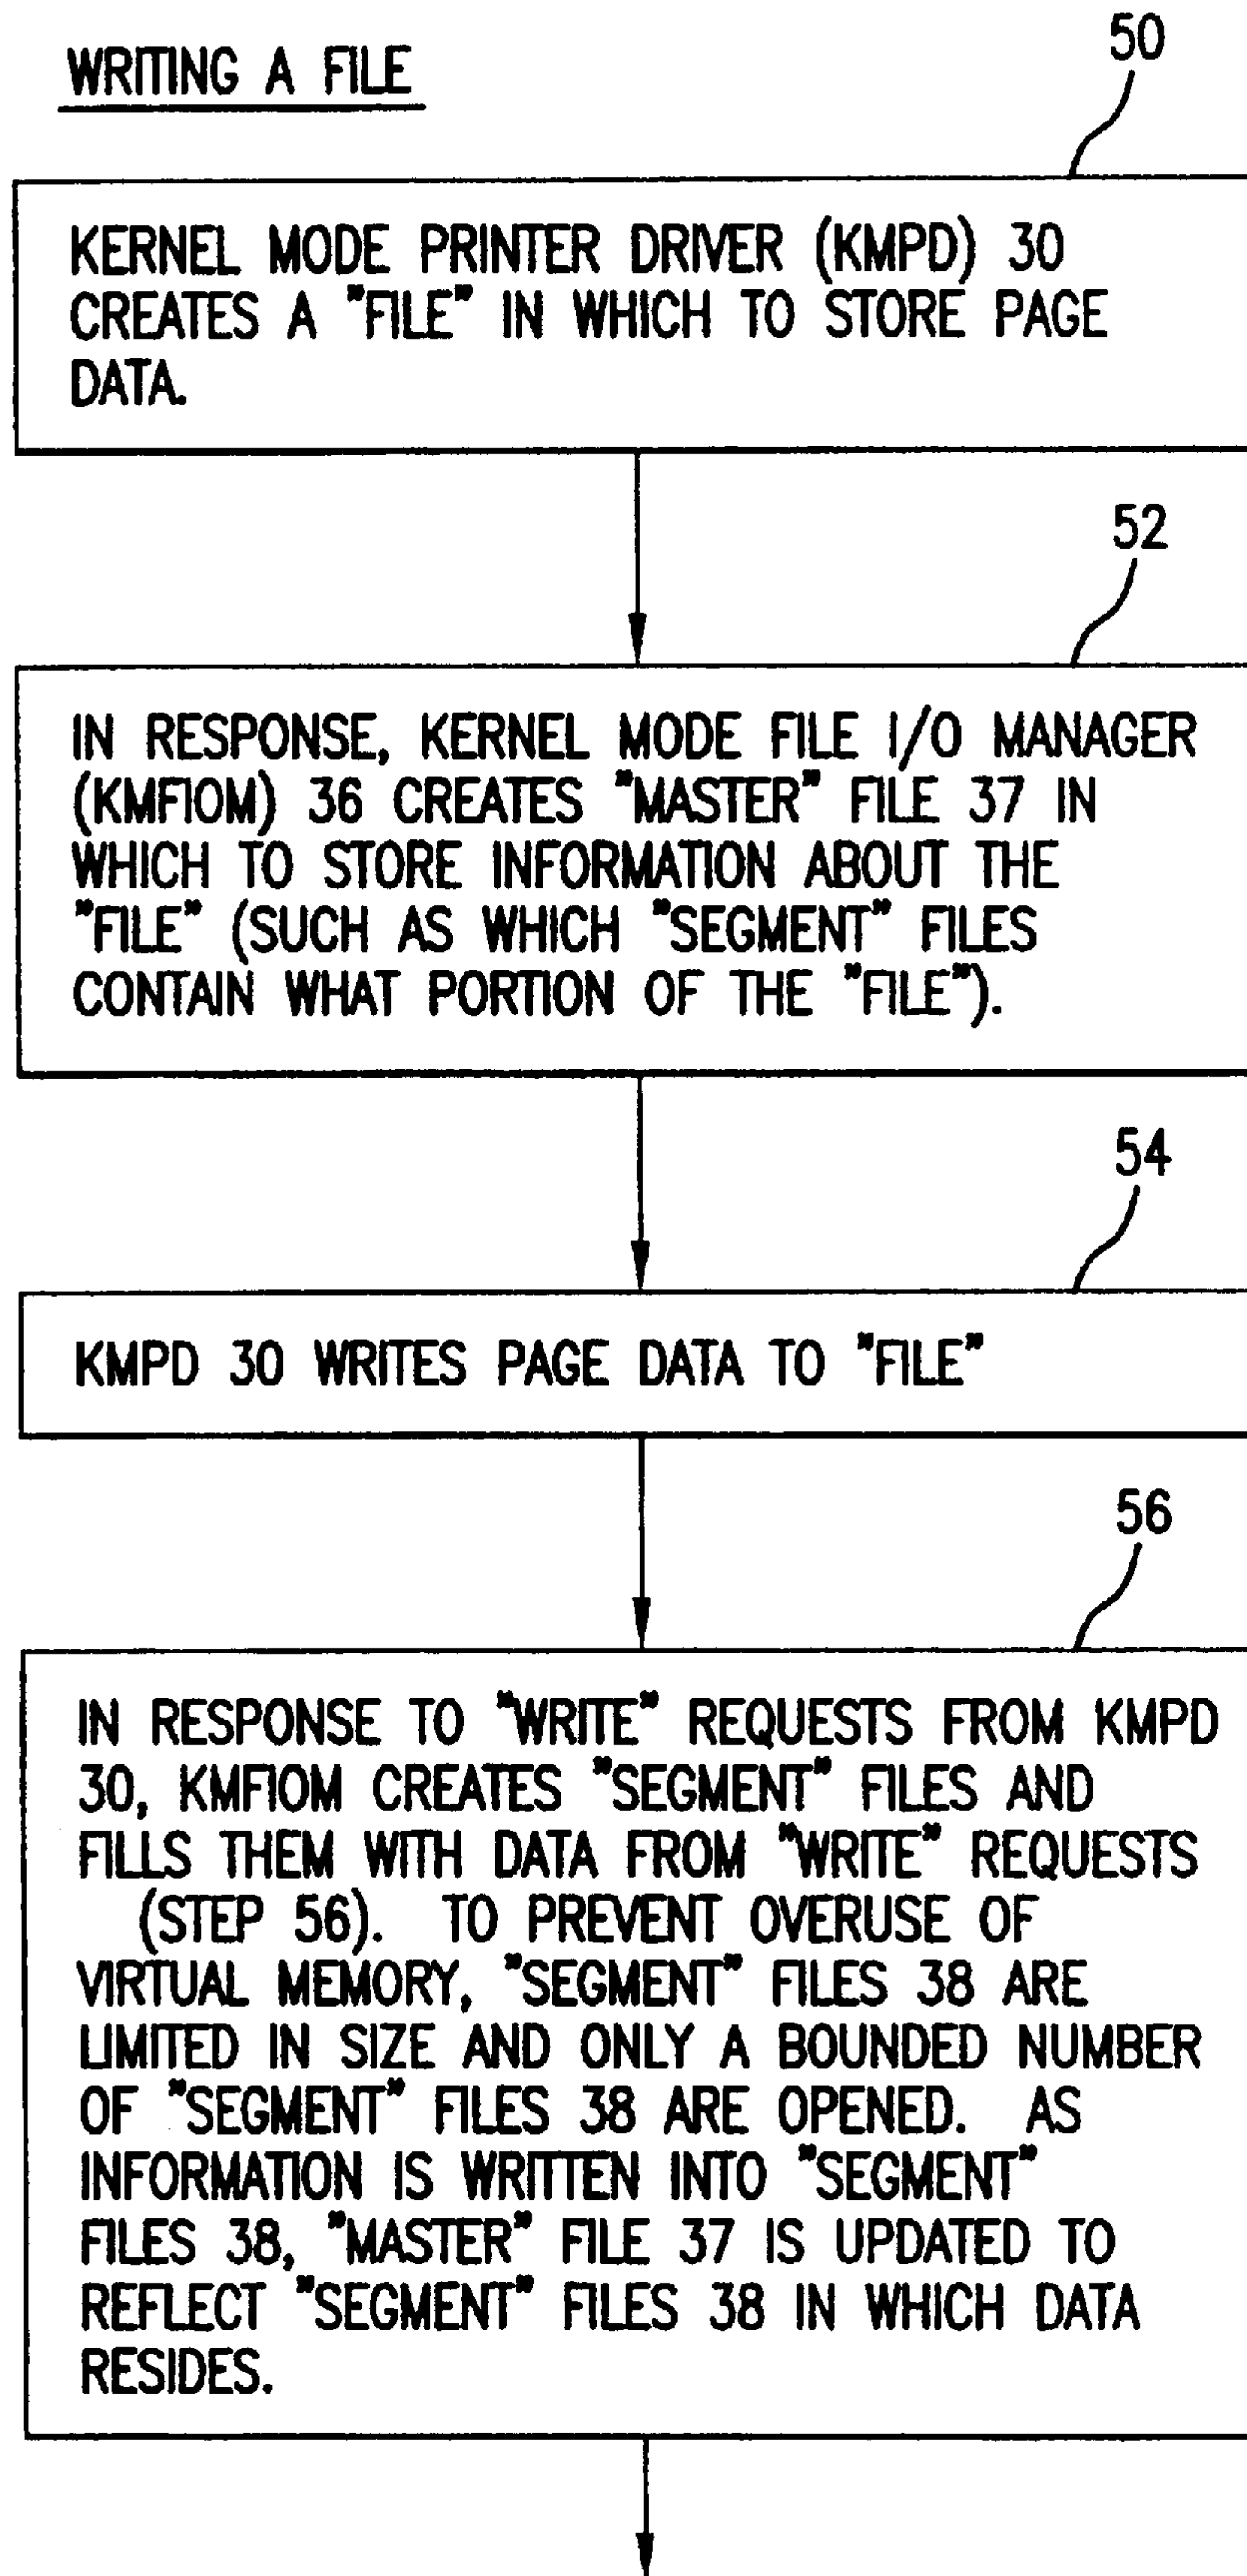 WRITING A FILE
50
KERNEL MODE PRINTER DRIVER (KMPD) 30
CREATES A "FILE" IN WHICH TO STORE PAGE
DATA.
52
IN RESPONSE, KERNEL MODE FILE I/O MANAGER
(KMFIOM) 36 CREATES "MASTER" FILE 37 IN
WHICH TO STORE INFORMATION ABOUT THE
"FILE" (SUCH AS WHICH "SEGMENT" FILES
CONTAIN WHAT PORTION OF THE "FILE").
54
KMPD 30 WRITES PAGE DATA TO "FILE"
56
IN RESPONSE TO "WRITE" REQUESTS FROM KMPD
30, KMFIOM CREATES "SEGMENT" FILES AND
FILLS THEM WITH DATA FROM "WRITE" REQUESTS
(STEP 56). TO PREVENT OVERUSE OF
VIRTUAL MEMORY, "SEGMENT" FILES 38 ARE
LIMITED IN SIZE AND ONLY A BOUNDED NUMBER
OF "SEGMENT" FILES 38 ARE OPENED. AS
INFORMATION IS WRITTEN INTO "SEGMENT"
FILES 38, "MASTER" FILE 37 IS UPDATED TO
REFLECT "SEGMENT" FILES 38 IN WHICH DATA
RESIDES.